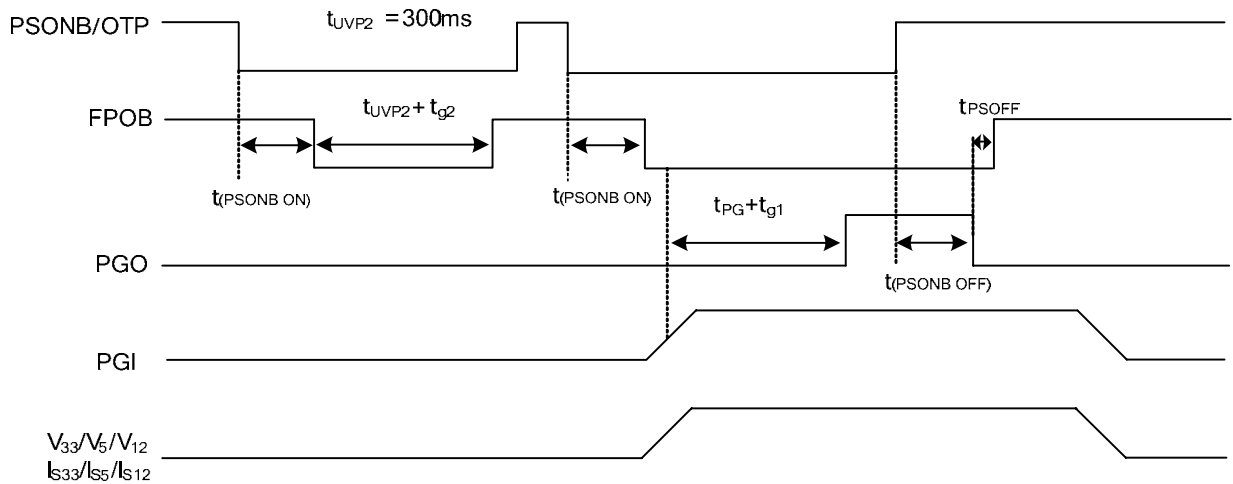 PSONB/OTP
tUVP2 = 300ms
FPOB
tUVP2+ tg2
tPSOFF
t(PSONB ON)
t(PSONB ON)
tPG+tg1
PGO
t(PSONB OFF)
PGI
V33/V5/V12
IS33/IS5/IS12